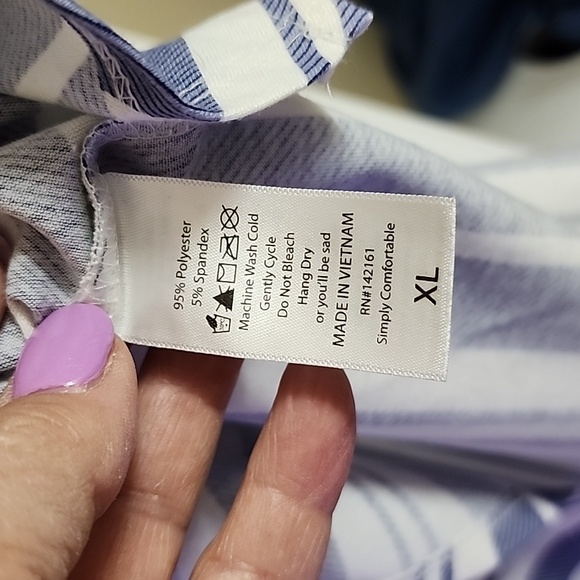 95% Polyester
5% Spandex
Machine Wash Cold
Gently Cycle
Do Not Bleach
Hang Dry
or you'll be sad
MADE IN VIETNAM
RN#142161
Simply Comfortable
XL